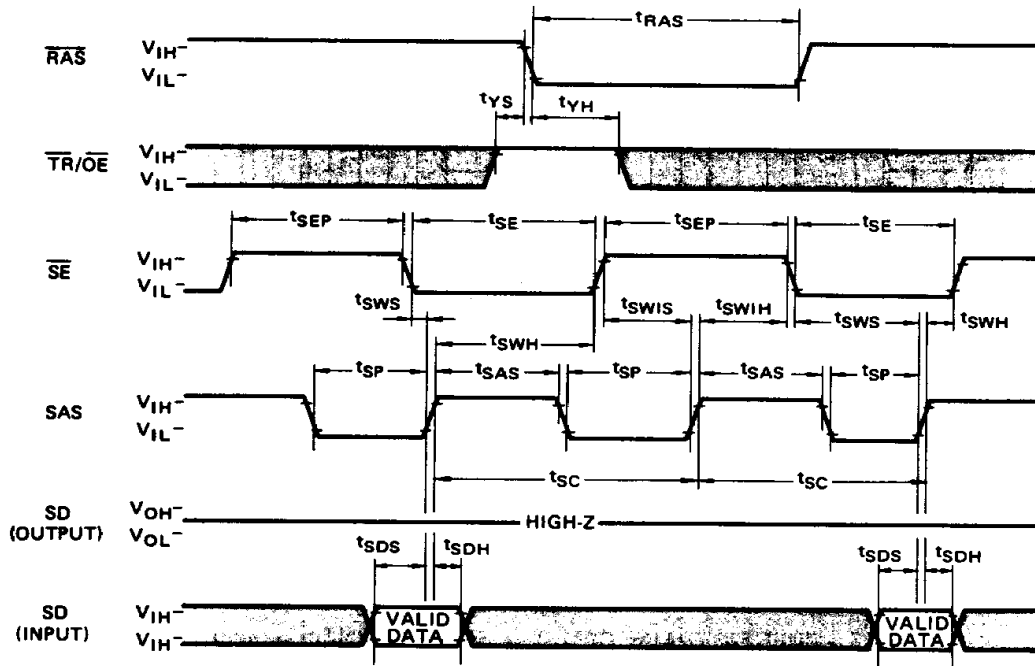 tRAS
RAS
VIH-
VIL-
tYS
tYH
TR/OE
VIH-
VIL-
tSEP
tSE
tSEP
tSE
SE
VIH-
VIL-
tSWS
tSWIS
tSWIH
tSWS
tSWH
tSWH
tSP
tSAS
tSP
tSAS
tSP
SAS
VIH-
VIL-
tSC
tSC
SD
(OUTPUT)
VOH-
VOL-
HIGH-Z
tSDS
tSDH
tSDS
tSDH
SD
(INPUT)
VIH-
VIH-
VALID
DATA
VALID
DATA